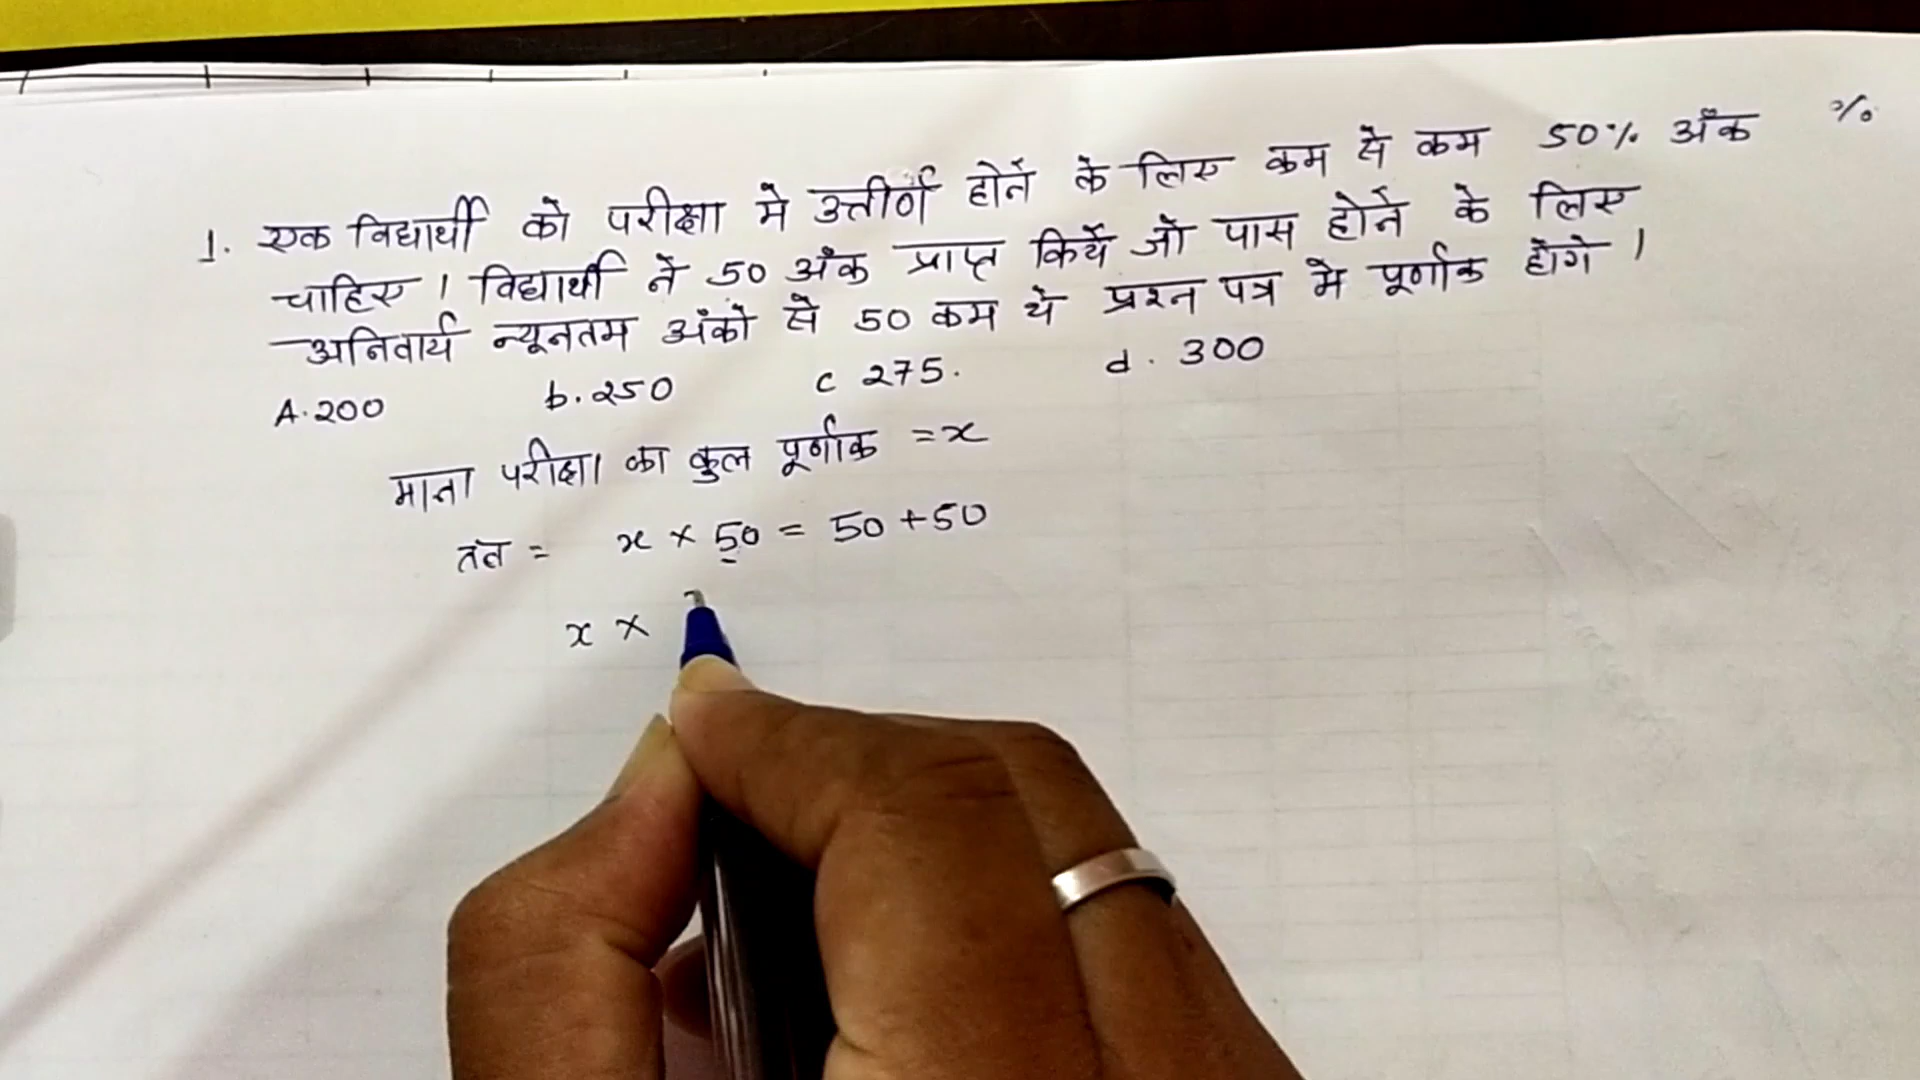 %
1. एक विद्यार्थी को परीक्षा मे उत्तीर्ण होने के लिए कम से कम 50% अँक
चाहिए। विद्यार्थी ने 50 अँक प्राप्त किये जो पास होने के लिए
अनिवार्य न्यूनतम अंको से 50 कम थे प्रश्न पत्र मे पूर्णाक होगे।
A. 200 b. 250 c 275. d. 300
माना परीक्षा का कुल पूर्णाक = x
तब = x × 50 = 50 + 50
x ×